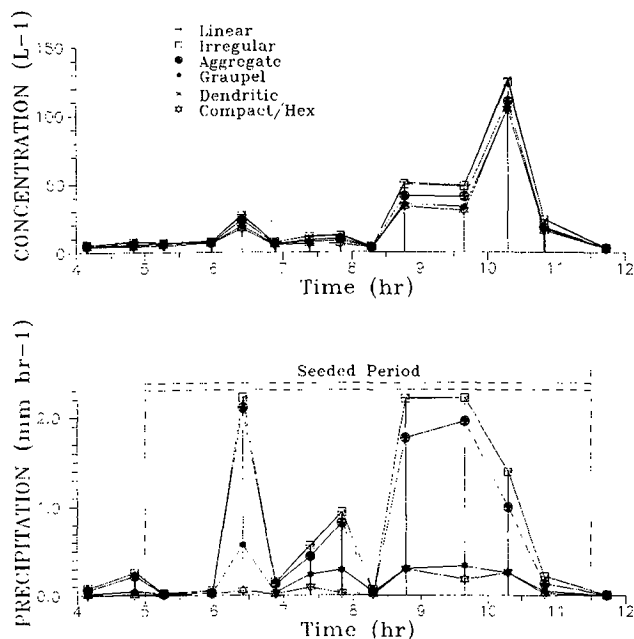 CONCENTRATION (L-1)
150
100
50
0
Linear
Irregular
Aggregate
Graupel
Dendritic
Compact/Hex
4 5 6 7 8 9 10 11 12
Time (hr)
PRECIPITATION (mm hr-1)
2.0
1.0
0.0
Seeded Period
4 5 6 7 8 9 10 11 12
Time (hr)